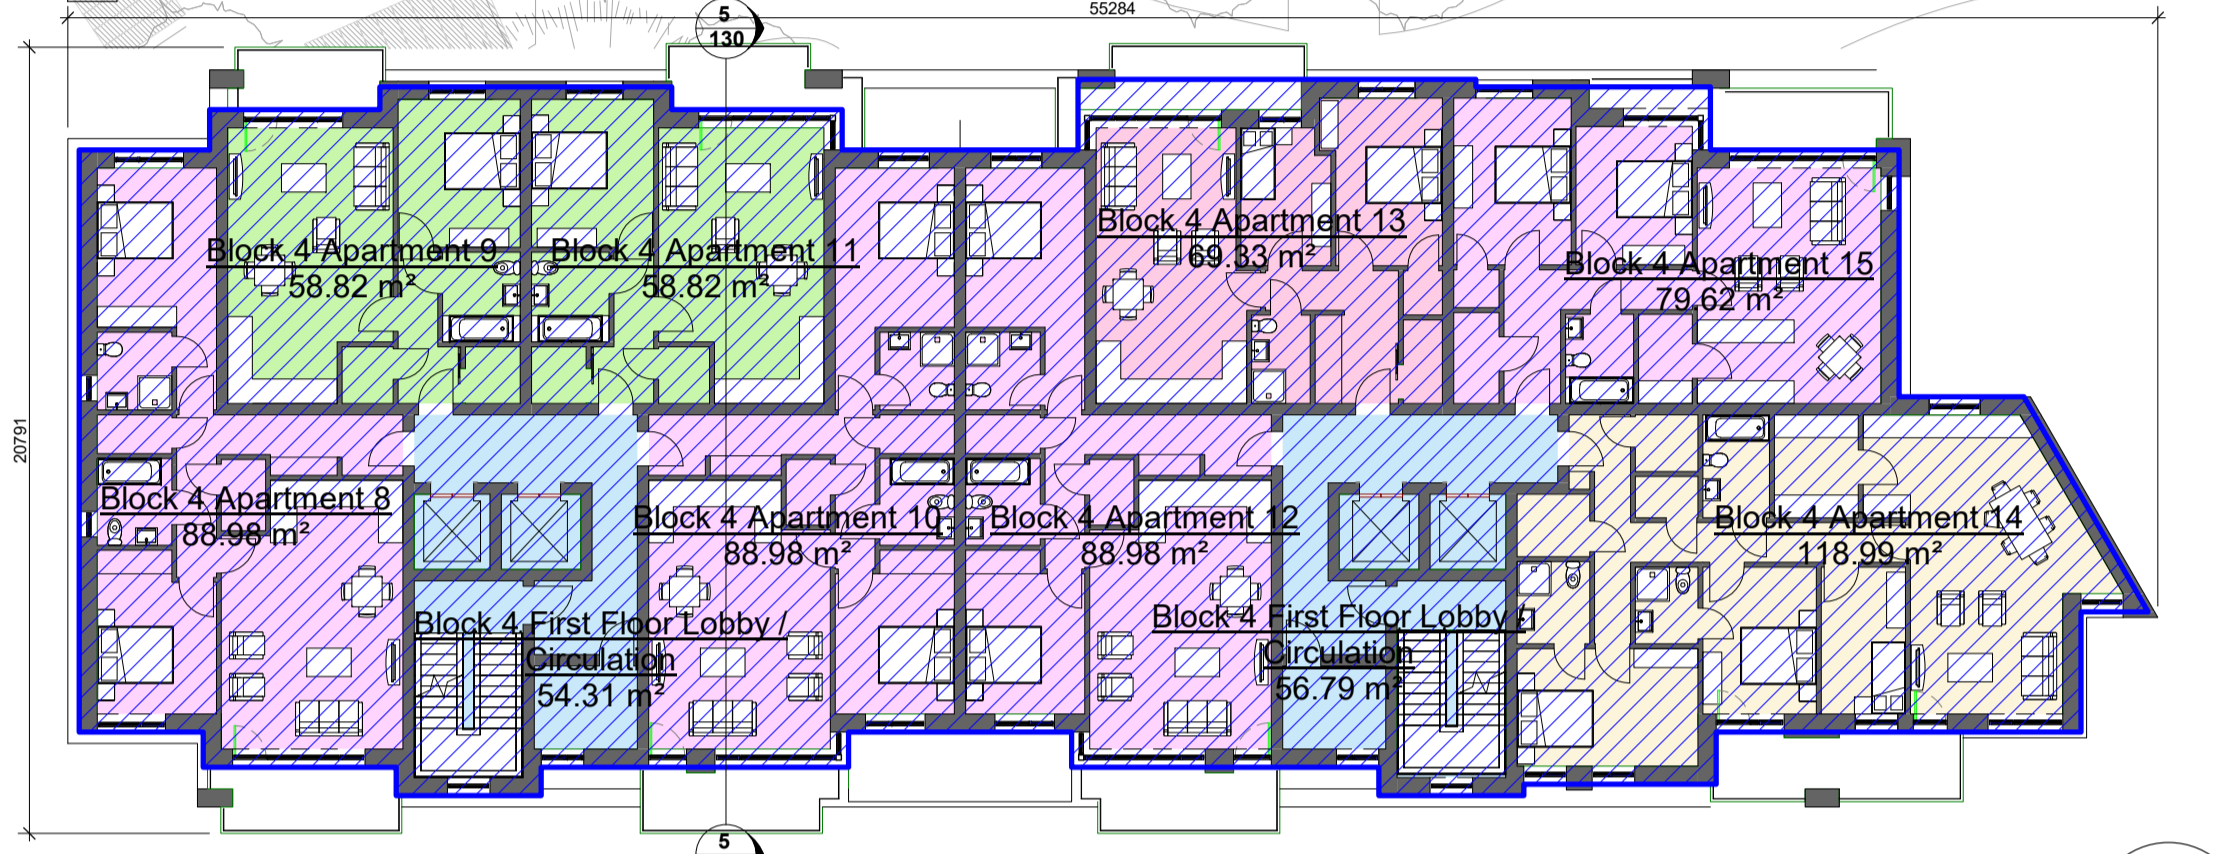 5
130
55284
20791
Block 4 Apartment 9
58.82 m²
Block 4 Apartment 11
58.82 m²
Block 4 Apartment 13
69.33 m²
Block 4 Apartment 15
79.62 m²
Block 4 Apartment 8
88.98 m²
Block 4 Apartment 10
88.98 m²
Block 4 Apartment 12
88.98 m²
Block 4 Apartment 14
118.99 m²
Block 4 First Floor Lobby /
Circulation
54.31 m²
Block 4 First Floor Lobby /
Circulation
56.79 m²
5